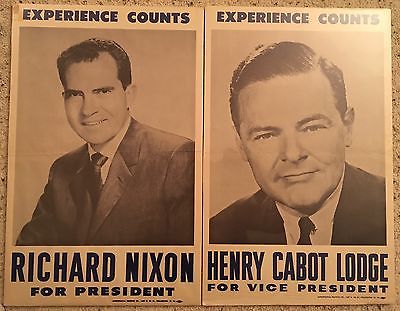 EXPERIENCE COUNTS
RICHARD NIXON
FOR PRESIDENT
EXPERIENCE COUNTS
HENRY CABOT LODGE
FOR VICE PRESIDENT